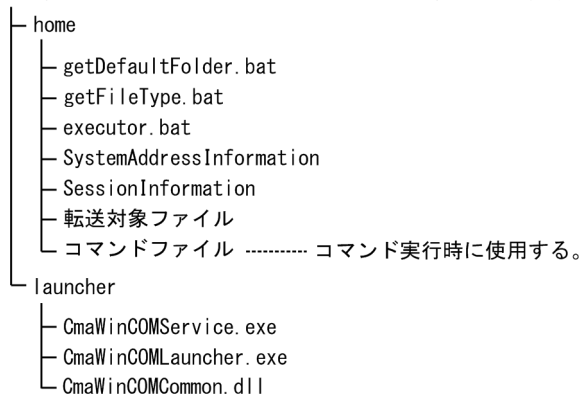 home
getDefaultFolder.bat
getFileType.bat
executor.bat
SystemAddressInformation
SessionInformation
転送対象ファイル
コマンドファイル ---------- コマンド実行時に使用する。
launcher
CmaWinCOMService.exe
CmaWinCOMLauncher.exe
CmaWinCOMCommon.dll